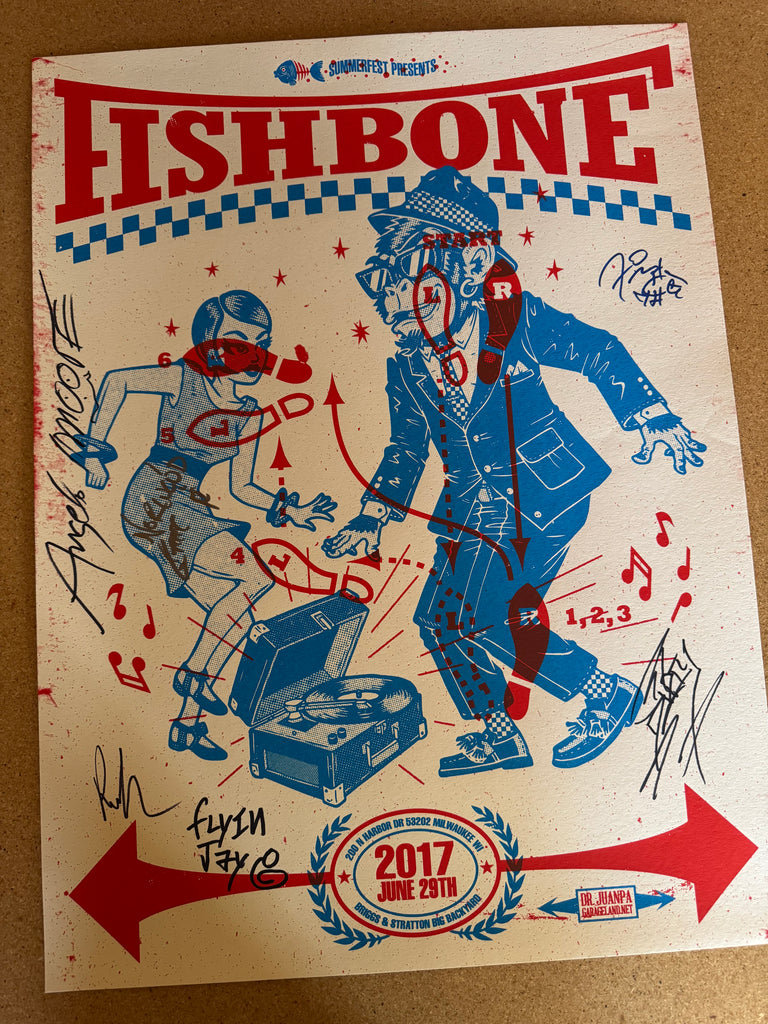 SUMMERFEST PRESENTS
FISHBONE
START
L R
6
5 L
4 L
L R 1,2,3
Angelo MOORE
NORWOOD
FLYIN
JAY
200 N HARBOR DR 53202 MILWAUKEE WI
2017
JUNE 29TH
BRIGGS & STRATTON BIG BACKYARD
DR. JUANPA
GARAGELAND.NET